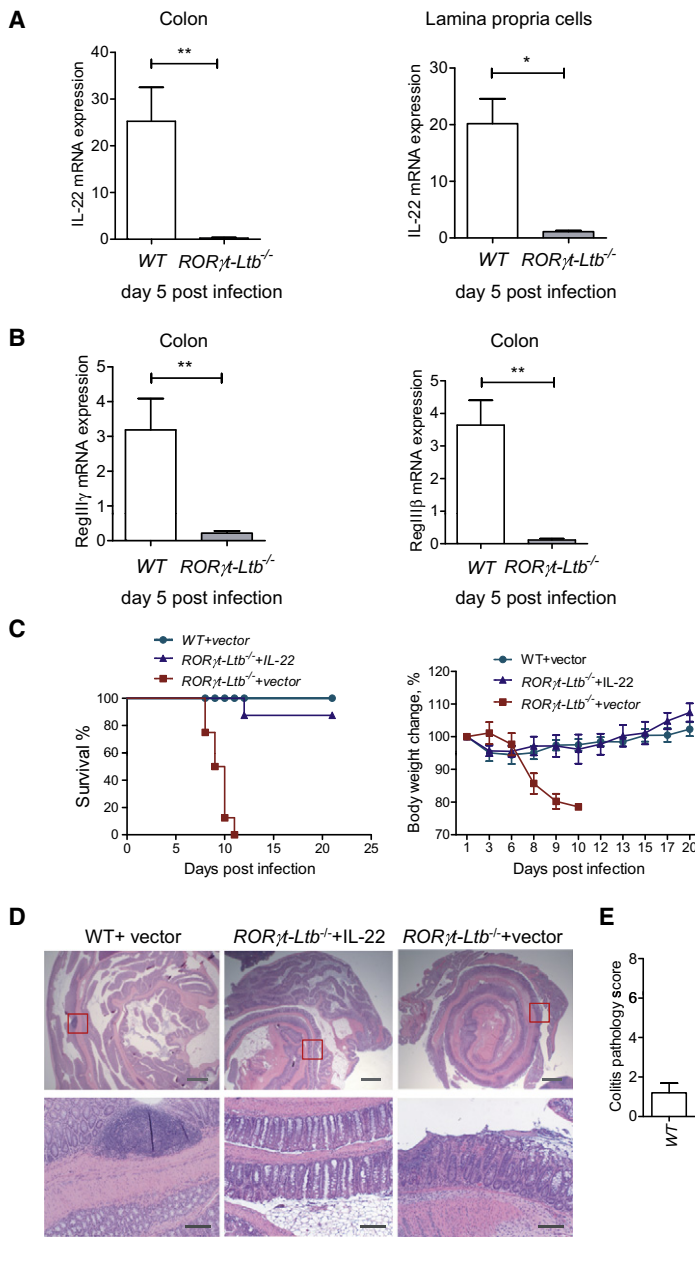 A
Colon
IL-22 mRNA expression
40
30
20
10
0
**
WT RORγt-Ltb-/-
day 5 post infection
Lamina propria cells
IL-22 mRNA expression
30
20
10
0
*
WT RORγt-Ltb-/-
day 5 post infection
B
Colon
RegIIIγ mRNA expression
5
4
3
2
1
0
**
WT RORγt-Ltb-/-
day 5 post infection
Colon
RegIIIβ mRNA expression
5
4
3
2
1
0
**
WT RORγt-Ltb-/-
day 5 post infection
C
WT+vector
RORγt-Ltb-/-+IL-22
RORγt-Ltb-/-+vector
Survival %
100
80
60
40
20
0
0 5 10 15 20 25
Days post infection
WT+vector
RORγt-Ltb-/-+IL-22
RORγt-Ltb-/-+vector
Body weight change, %
120
110
100
90
80
70
1 3 6 8 9 10 12 13 15 17 20
Days post infection
D
WT+ vector
RORγt-Ltb-/-+IL-22
RORγt-Ltb-/-+vector
E
Colitis pathology score
8
6
4
2
0
WT